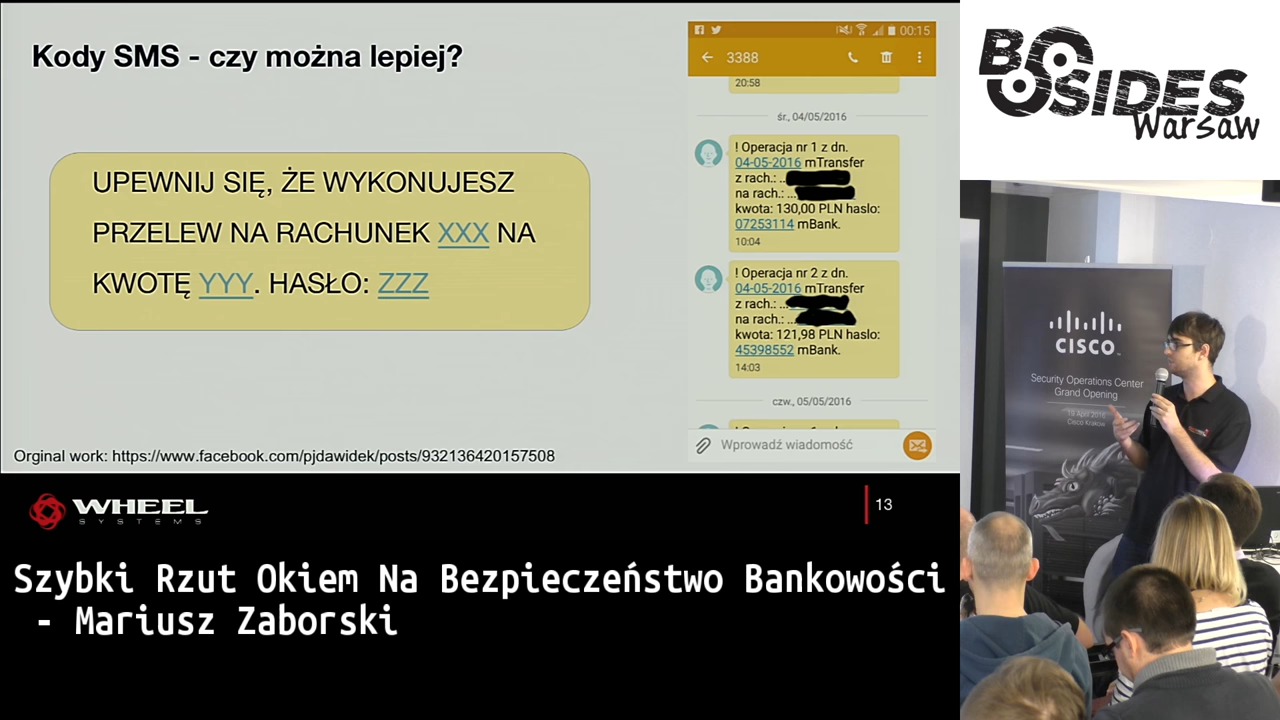 Kody SMS - czy można lepiej?
UPEWNIJ SIĘ, ŻE WYKONUJESZ
PRZELEW NA RACHUNEK XXX NA
KWOTĘ YYY. HASŁO: ZZZ
Orginal work: https://www.facebook.com/pjdawidek/posts/932136420157508
00:15
3388
20:58
śr., 04/05/2016
! Operacja nr 1 z dn.
04-05-2016 mTransfer
z rach.: ..
na rach.: ...
kwota: 130,00 PLN haslo:
07253114 mBank.
10:04
! Operacja nr 2 z dn.
04-05-2016 mTransfer
z rach.: ..
na rach.: ...
kwota: 121,98 PLN haslo:
45398552 mBank.
14:03
czw., 05/05/2016
Wprowadź wiadomość
WHEEL
SYSTEMS
13
Szybki Rzut Okiem Na Bezpieczeństwo Bankowości
- Mariusz Zaborski
BSIDES
Warsaw
CISCO
Security Operations Center
Grand Opening
19 April 2016
Cisco Krakow